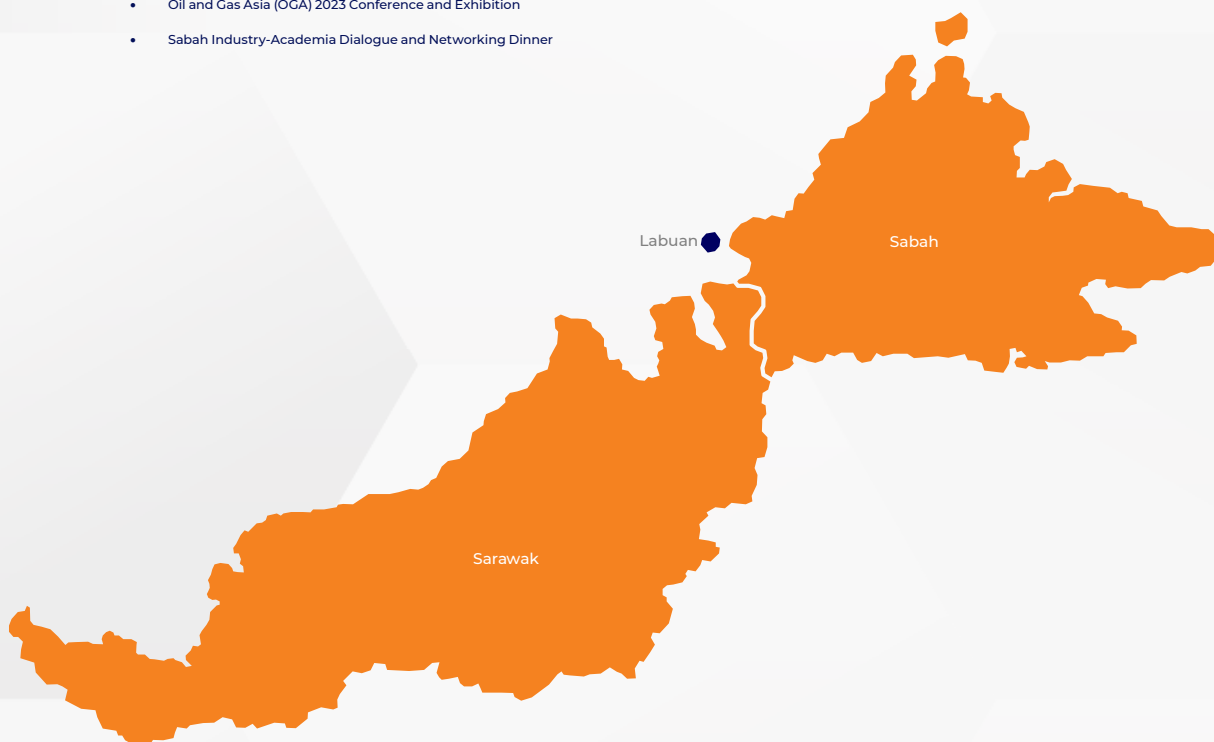 • Oil and Gas Asia (OGA) 2023 Conference and Exhibition
• Sabah Industry-Academia Dialogue and Networking Dinner
Labuan
Sabah
Sarawak